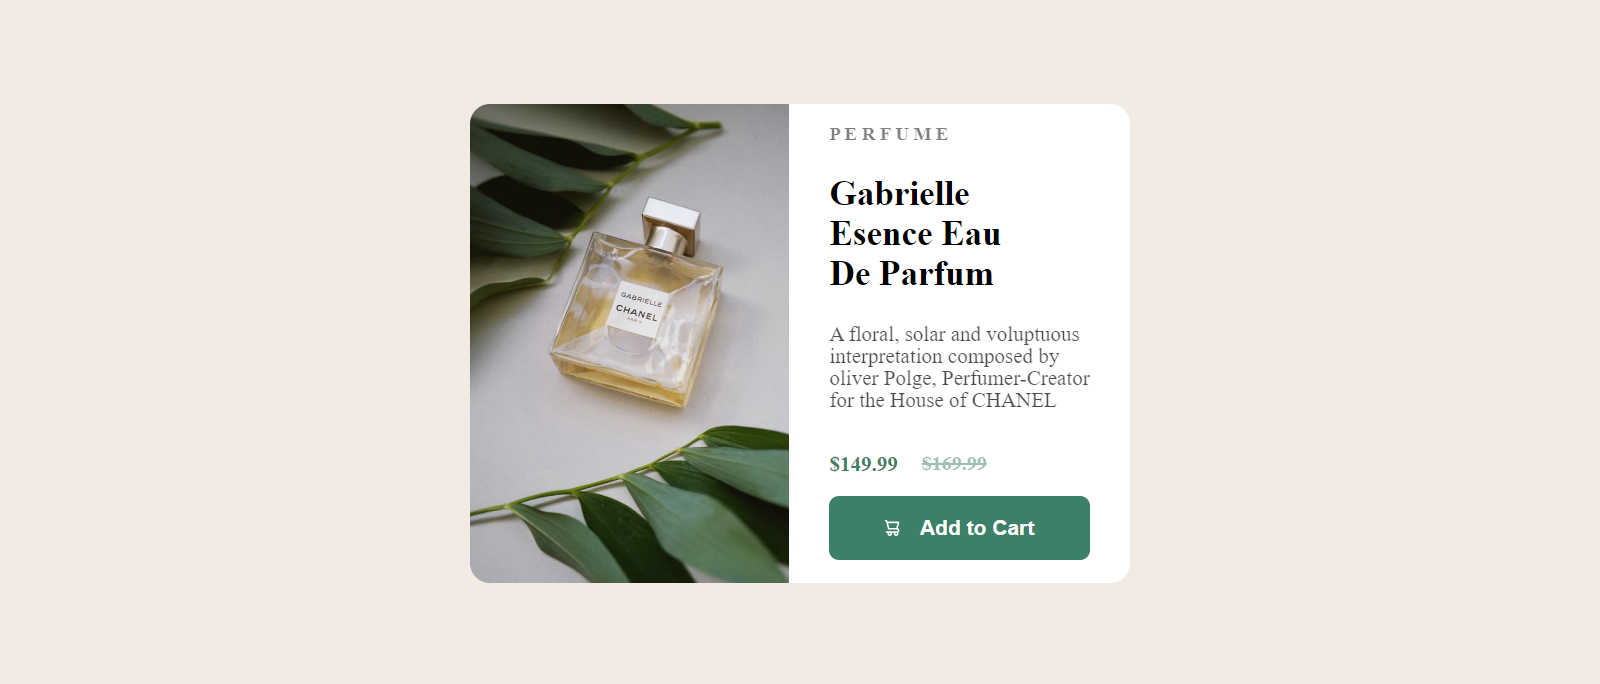 GABRIELLE
CHANEL
PARIS
PERFUME
Gabrielle
Esence Eau
De Parfum
A floral, solar and voluptuous
interpretation composed by
oliver Polge, Perfumer-Creator
for the House of CHANEL
$149.99 $169.99
Add to Cart